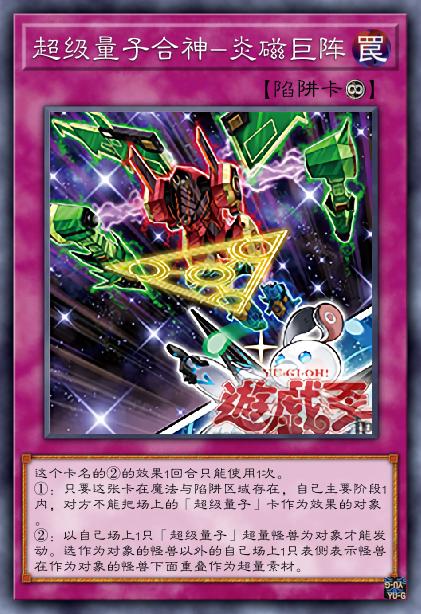 超级量子合神-炎磁巨阵 罠
【陷阱卡】
YU-GI-OH!
遊戯王
这个卡名的②的效果1回合只能使用1次。
①：只要这张卡在魔法与陷阱区域存在，自己主要阶段1
内，对方不能把场上的「超级量子」卡作为效果的对象
。
②：以自己场上1只「超级量子」超量怪兽为对象才能发
动。选作为对象的怪兽以外的自己场上1只表侧表示怪兽
在作为对象的怪兽下面重叠作为超量素材。